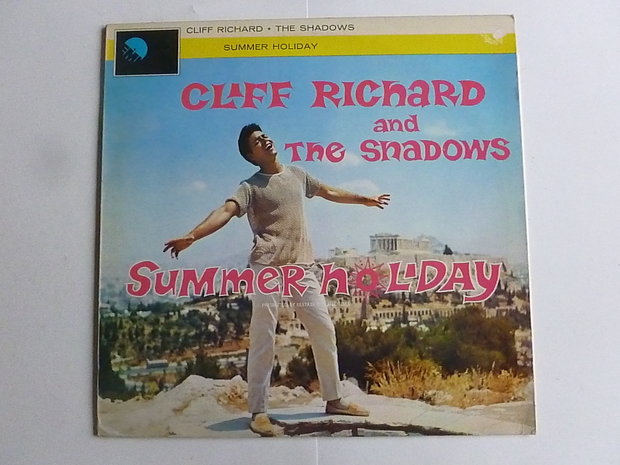 CLIFF RICHARD • THE SHADOWS
SUMMER HOLIDAY
CLIFF RICHARD
and
THE SHADOWS
SUMMER HOLIDAY